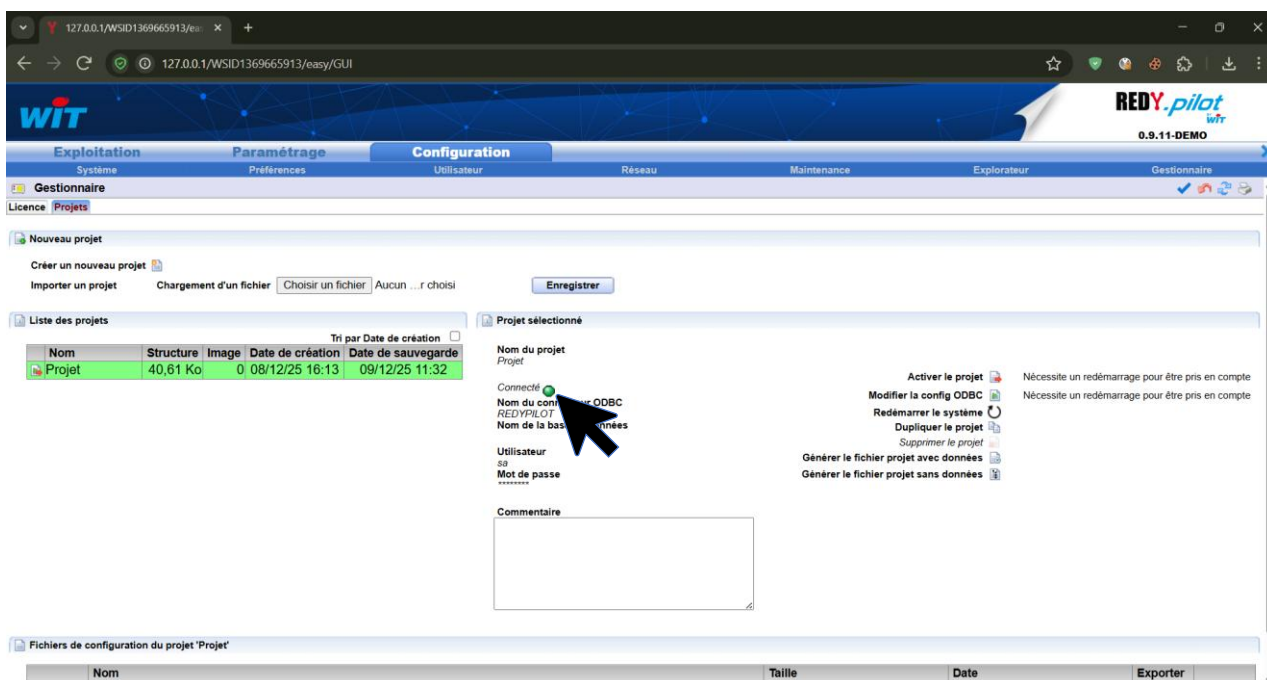 127.0.0.1/WSID1369665913/ea
127.0.0.1/WSID1369665913/easy/GUI
wit
REDY.pilot
wit
0.9.11-DEMO
Exploitation Paramétrage Configuration
Système Préférences Utilisateur Réseau Maintenance Explorateur Gestionnaire
Gestionnaire
Licence Projets
Nouveau projet
Créer un nouveau projet
Importer un projet Chargement d'un fichier Choisir un fichier Aucun …r choisi Enregistrer
Liste des projets
Tri par Date de création
Nom Structure Image Date de création Date de sauvegarde
Projet 40,61 Ko 0 08/12/25 16:13 09/12/25 11:32
Projet sélectionné
Nom du projet
Projet
Connecté
Nom du ODBC
REDYPILOT
Nom de la
Utilisateur
sa
Mot de passe
********
Commentaire
Activer le projet Nécessite un redémarrage pour être pris en compte
Modifier la config ODBC Nécessite un redémarrage pour être pris en compte
Redémarrer le système
Dupliquer le projet
Supprimer le projet
Générer le fichier projet avec données
Générer le fichier projet sans données
Fichiers de configuration du projet 'Projet'
Nom Taille Date Exporter